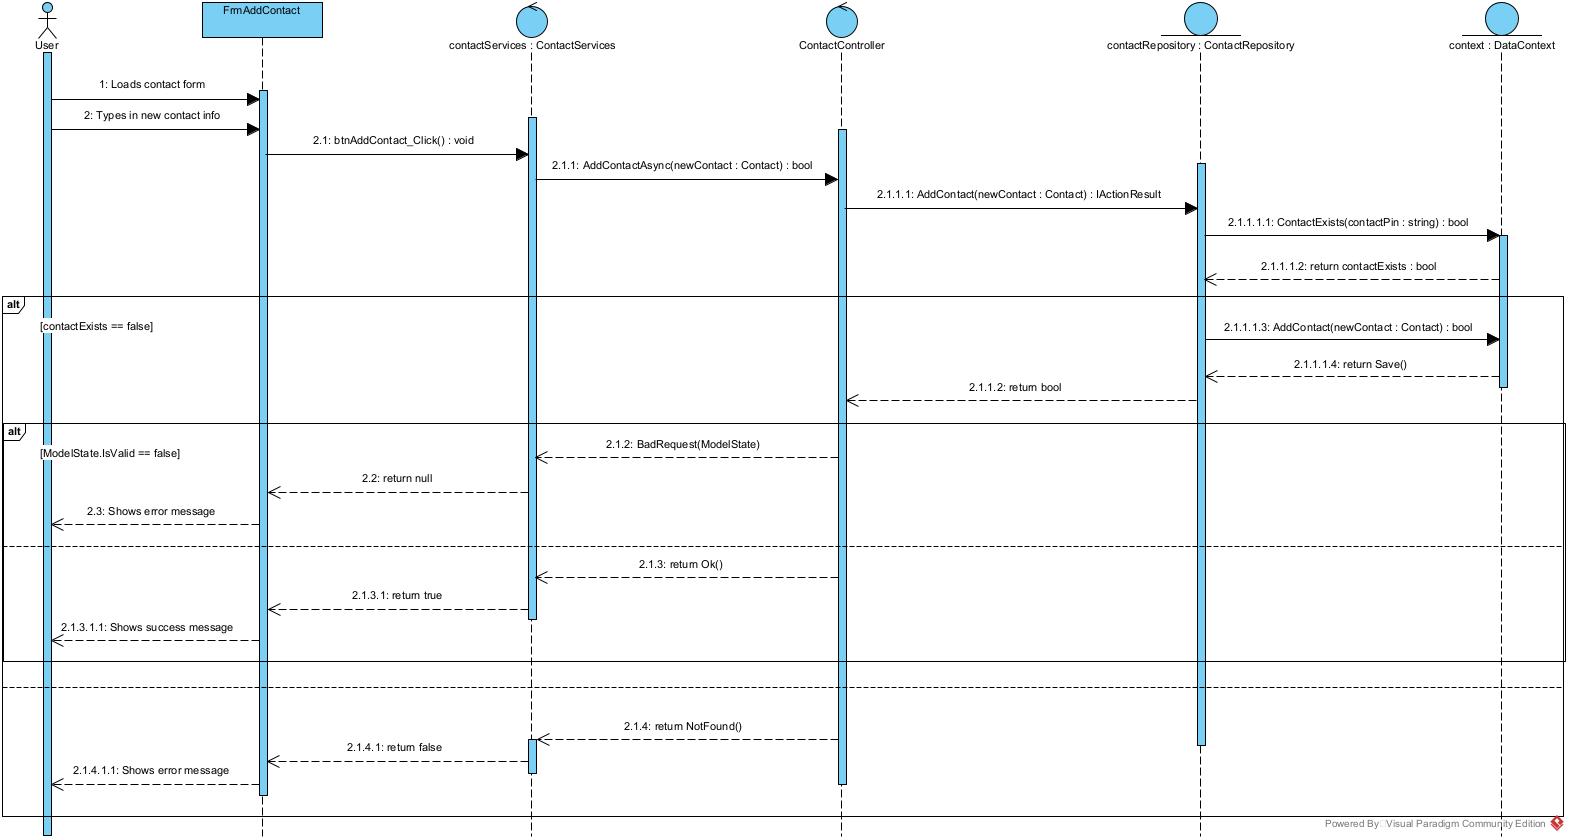 FrmAddContact
User
contactServices : ContactServices
ContactController
contactRepository : ContactRepository
context : DataContext
1: Loads contact form
2: Types in new contact info
2.1: btnAddContact_Click() : void
2.1.1: AddContactAsync(newContact : Contact) : bool
2.1.1.1: AddContact(newContact : Contact) : IActionResult
2.1.1.1.1: ContactExists(contactPin : string) : bool
2.1.1.1.2: return contactExists : bool
alt
[contactExists == false]
2.1.1.1.3: AddContact(newContact : Contact) : bool
2.1.1.1.4: return Save()
2.1.1.2: return bool
alt
[ModelState.IsValid == false]
2.1.2: BadRequest(ModelState)
2.2: return null
2.3: Shows error message
2.1.3: return Ok()
2.1.3.1: return true
2.1.3.1.1: Shows success message
2.1.4: return NotFound()
2.1.4.1: return false
2.1.4.1.1: Shows error message
Powered By Visual Paradigm Community Edition